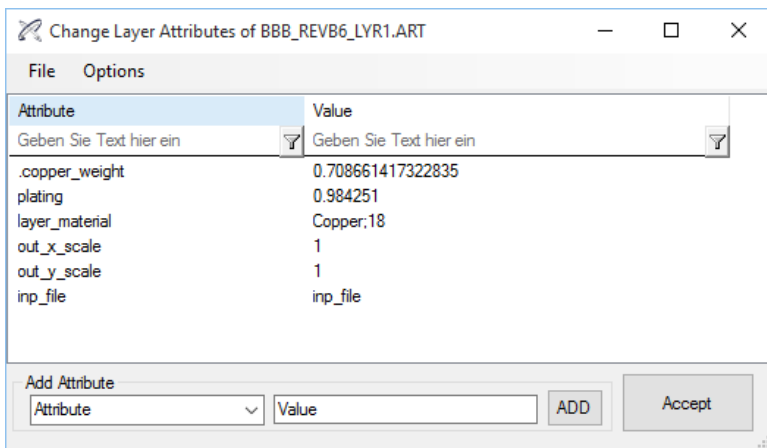 Change Layer Attributes of BBB_REVB6_LYR1.ART
File Options
Attribute Value
Geben Sie Text hier ein Geben Sie Text hier ein
.copper_weight 0.708661417322835
plating 0.984251
layer_material Copper;18
out_x_scale 1
out_y_scale 1
inp_file inp_file
Add Attribute
Attribute Value ADD Accept